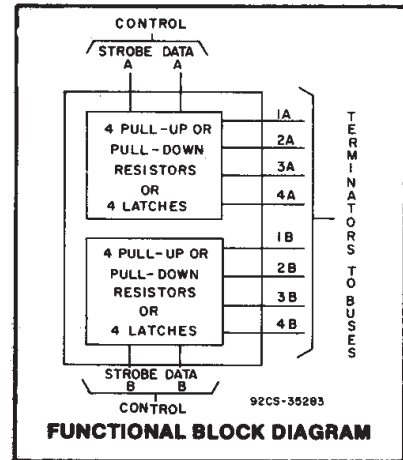 CONTROL
STROBE DATA
A A
4 PULL-UP OR
PULL-DOWN
RESISTORS
OR
4 LATCHES
1A
2A
3A
4A
4 PULL-UP OR
PULL-DOWN
RESISTORS
OR
4 LATCHES
1B
2B
3B
4B
TERMINATORS TO BUSES
STROBE DATA
B B
CONTROL
92CS-35283
FUNCTIONAL BLOCK DIAGRAM